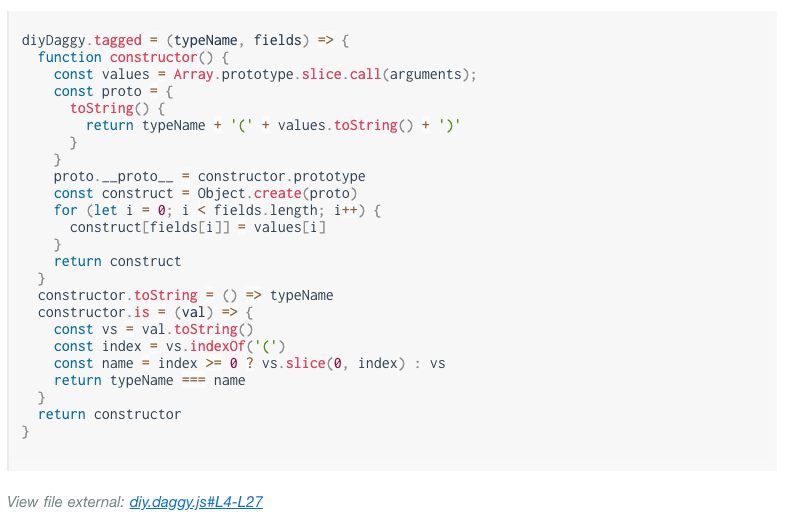 diyDaggy.tagged = (typeName, fields) => {
  function constructor() {
    const values = Array.prototype.slice.call(arguments);
    const proto = {
      toString() {
        return typeName + '(' + values.toString() + ')'
      }
    }
    proto.__proto__ = constructor.prototype
    const construct = Object.create(proto)
    for (let i = 0; i < fields.length; i++) {
      construct[fields[i]] = values[i]
    }
    return construct
  }
  constructor.toString = () => typeName
  constructor.is = (val) => {
    const vs = val.toString()
    const index = vs.indexOf('(')
    const name = index >= 0 ? vs.slice(0, index) : vs
    return typeName === name
  }
  return constructor
}
View file external: diy.daggy.js#L4-L27